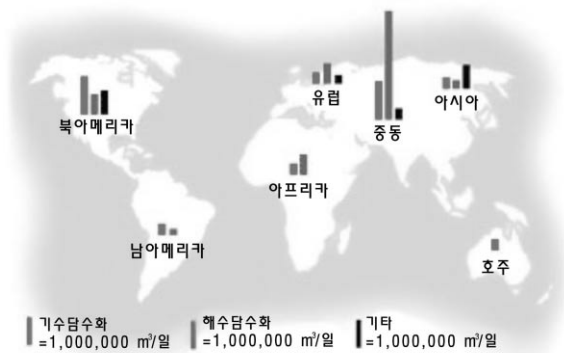 유럽
아시아
북아메리카
중동
아프리카
남아메리카
호주
기수담수화
=1,000,000 m³/일
해수담수화
=1,000,000 m³/일
기타
=1,000,000 m³/일